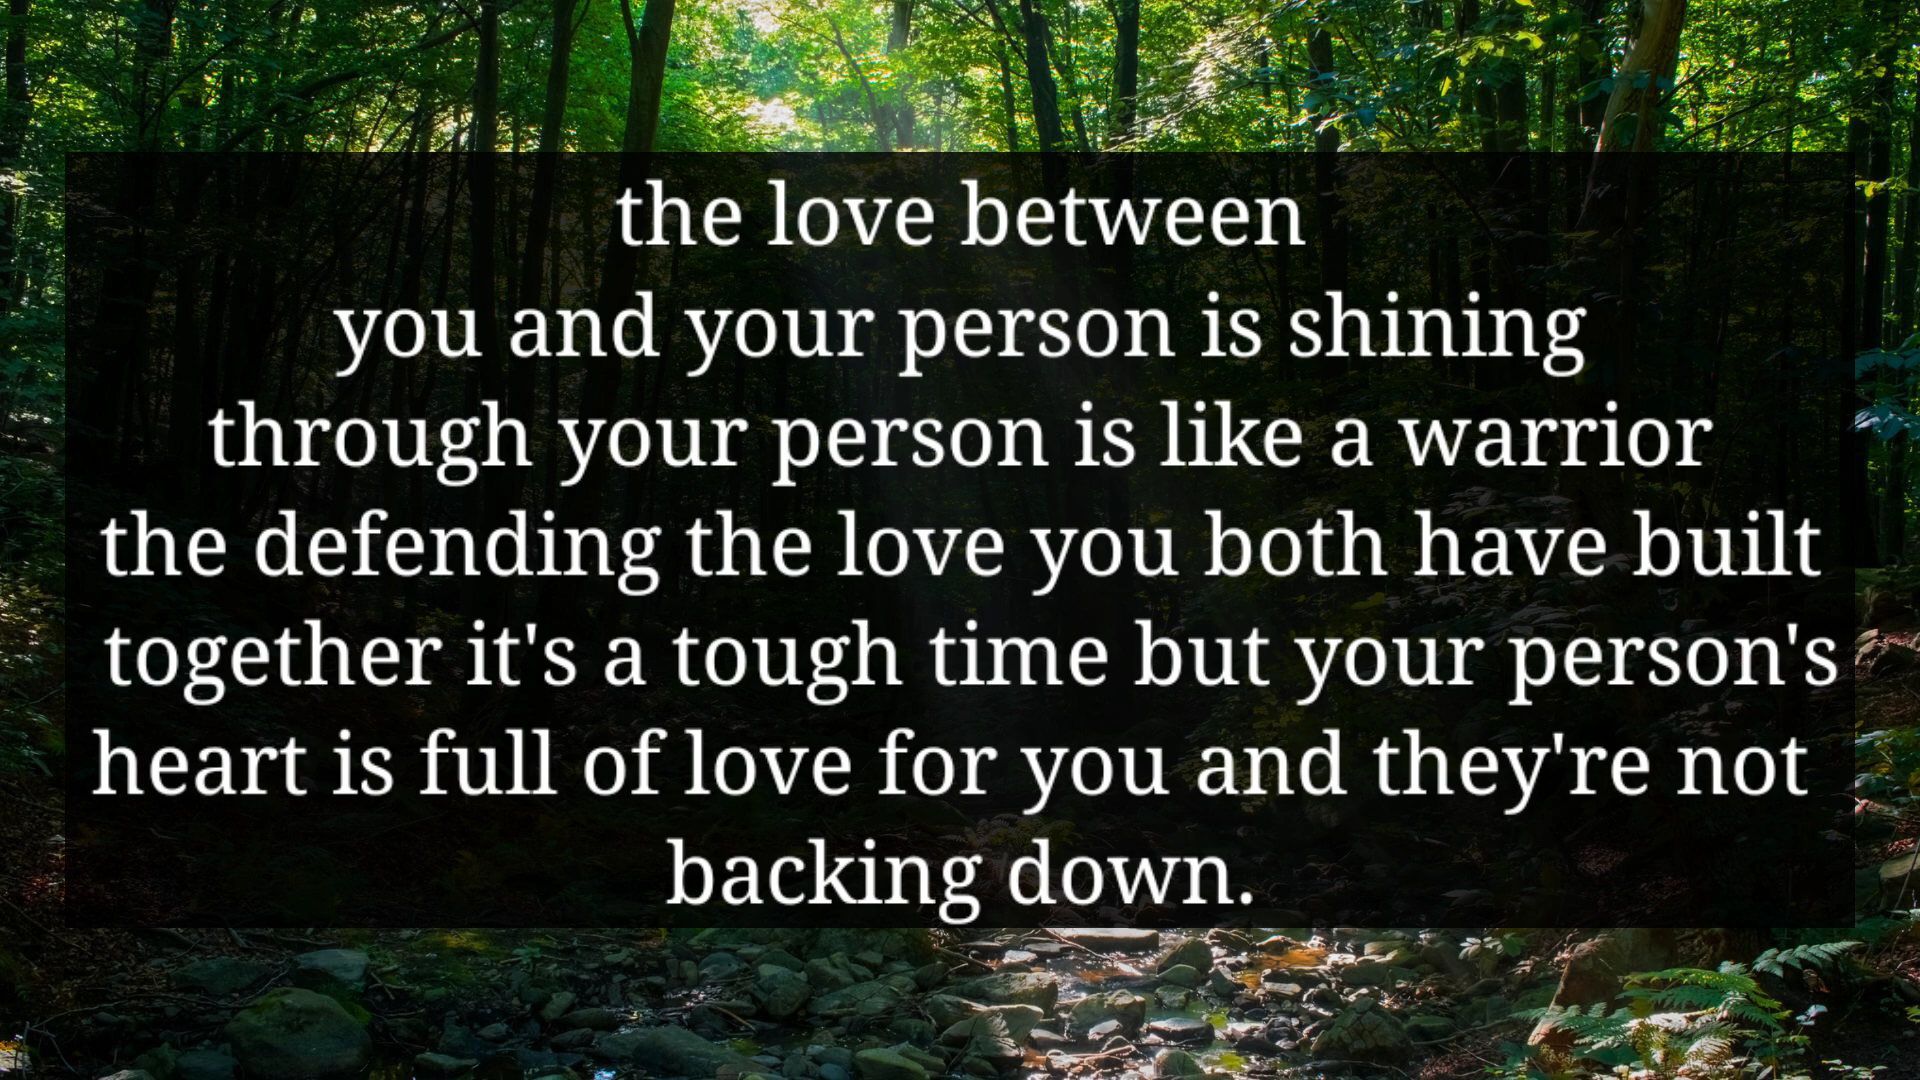 the love between
you and your person is shining
through your person is like a warrior
the defending the love you both have built
together it's a tough time but your person's
heart is full of love for you and they're not
backing down.